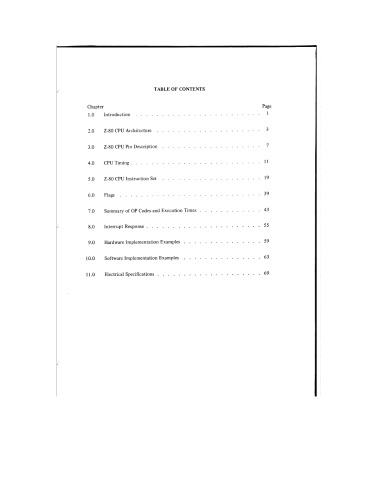 TABLE OF CONTENTS
Chapter Page
1.0 Introduction . . . . . . . . . . . . . . . . . . . . . . . . . 1
2.0 Z-80 CPU Architecture . . . . . . . . . . . . . . . . . . . . . 3
3.0 Z-80 CPU Pin Description . . . . . . . . . . . . . . . . . . . . 7
4.0 CPU Timing . . . . . . . . . . . . . . . . . . . . . . . . . . 11
5.0 Z-80 CPU Instruction Set . . . . . . . . . . . . . . . . . . . . 19
6.0 Flags . . . . . . . . . . . . . . . . . . . . . . . . . . . . 39
7.0 Summary of OP Codes and Execution Times . . . . . . . . . . . . . 43
8.0 Interrupt Response . . . . . . . . . . . . . . . . . . . . . . . 55
9.0 Hardware Implementation Examples . . . . . . . . . . . . . . . . 59
10.0 Software Implementation Examples . . . . . . . . . . . . . . . . 63
11.0 Electrical Specifications . . . . . . . . . . . . . . . . . . . . 69